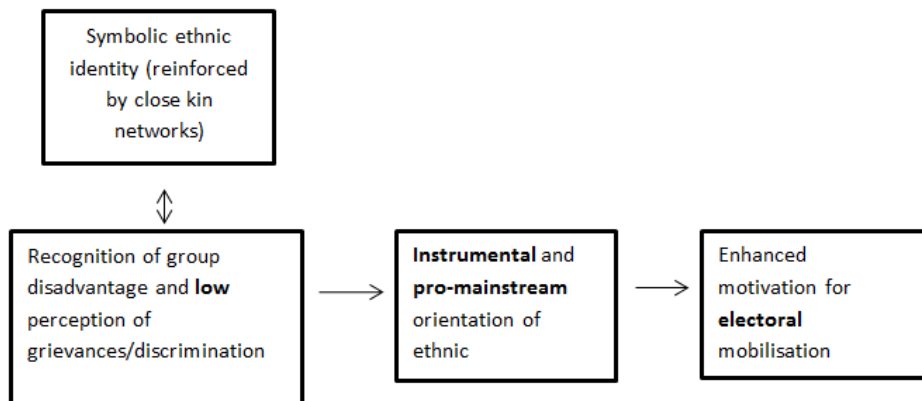 Symbolic ethnic
identity (reinforced
by close kin
networks)
Recognition of group
disadvantage and low
perception of
grievances/discrimination
Instrumental and
pro-mainstream
orientation of
ethnic
Enhanced
motivation for
electoral
mobilisation